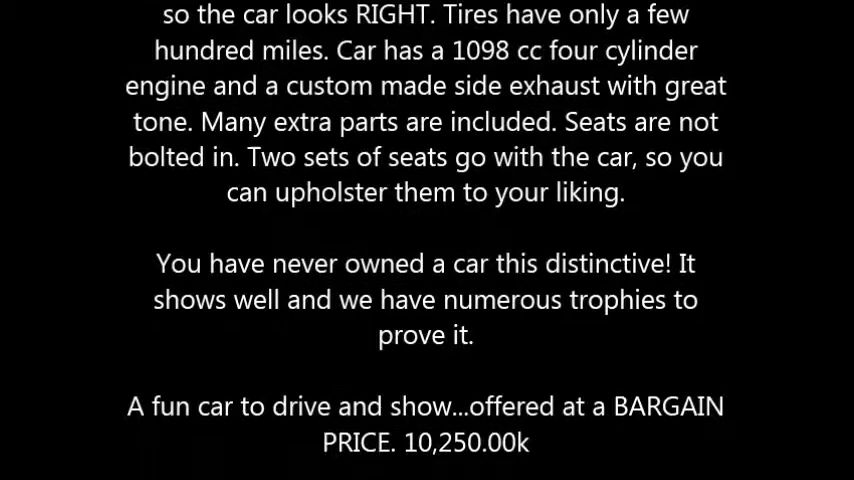 so the car looks RIGHT. Tires have only a few
hundred miles. Car has a 1098 cc four cylinder
engine and a custom made side exhaust with great
tone. Many extra parts are included. Seats are not
bolted in. Two sets of seats go with the car, so you
can upholster them to your liking.
You have never owned a car this distinctive! It
shows well and we have numerous trophies to
prove it.
A fun car to drive and show...offered at a BARGAIN
PRICE. 10,250.00k